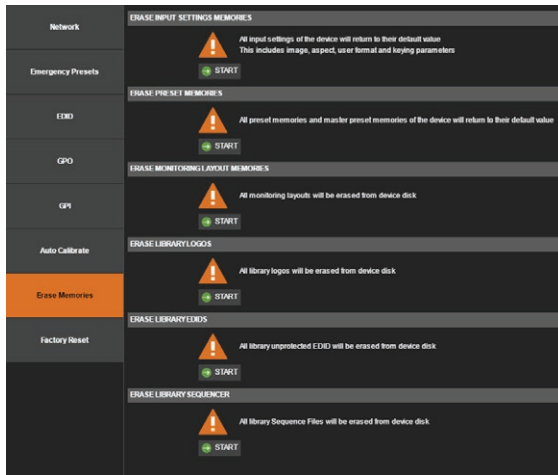 Network
Emergency Presets
EDID
GPO
GPI
Auto Calibrate
Erase Memories
Factory Reset
ERASE INPUT SETTINGS MEMORIES
All input settings of the device will return to their default value
This includes image, aspect, user format and keying parameters
START
ERASE PRESET MEMORIES
All preset memories and master preset memories of the device will return to their default value
START
ERASE MONITORING LAYOUT MEMORIES
All monitoring layouts will be erased from device disk
START
ERASE LIBRARY LOGOS
All library logos will be erased from device disk
START
ERASE LIBRARY EDIDS
All library unprotected EDID will be erased from device disk
START
ERASE LIBRARY SEQUENCER
All library Sequence Files will be erased from device disk
START